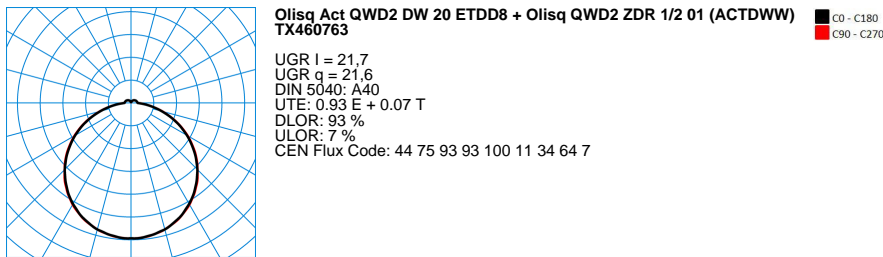 Olisq Act QWD2 DW 20 ETDD8 + Olisq QWD2 ZDR 1/2 01 (ACTDWW)
TX460763
C0 - C180
C90 - C270
UGR l = 21,7
UGR q = 21,6
DIN 5040: A40
UTE: 0.93 E + 0.07 T
DLOR: 93 %
ULOR: 7 %
CEN Flux Code: 44 75 93 93 100 11 34 64 7